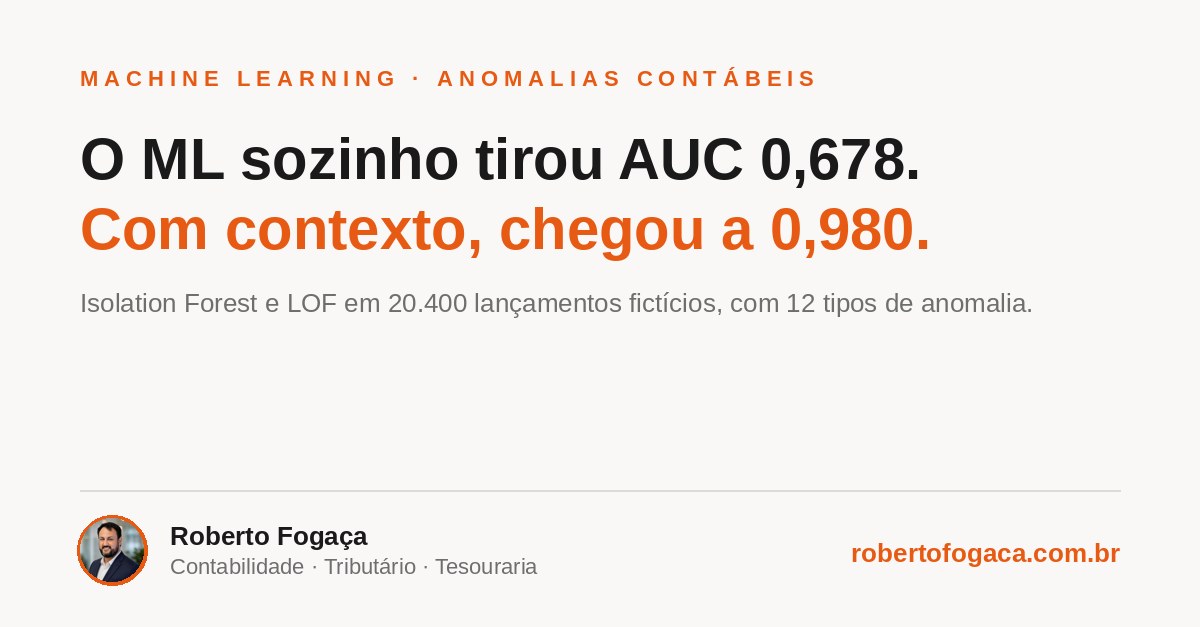 MACHINE LEARNING · ANOMALIAS CONTÁBEIS
O ML sozinho tirou AUC 0,678.
Com contexto, chegou a 0,980.
Isolation Forest e LOF em 20.400 lançamentos fictícios, com 12 tipos de anomalia.
Roberto Fogaça
Contabilidade · Tributário · Tesouraria
robertofogaca.com.br